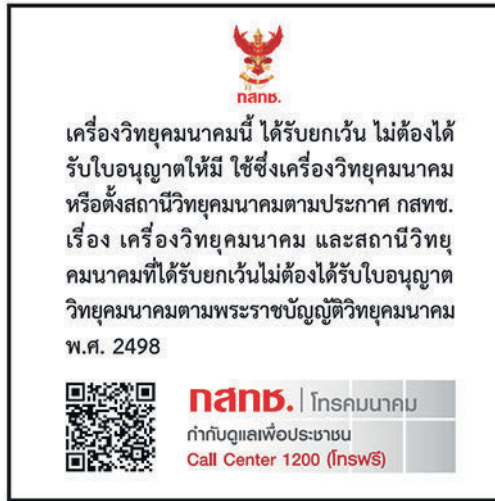 กสทช.
เครื่องวิทยุคมนาคมนี้ ได้รับยกเว้น ไม่ต้องได้
รับใบอนุญาตให้มี ใช้ซึ่งเครื่องวิทยุคมนาคม
หรือตั้งสถานีวิทยุคมนาคมตามประกาศ กสทช.
เรื่อง เครื่องวิทยุคมนาคม และสถานีวิทยุ
คมนาคมที่ได้รับยกเว้นไม่ต้องได้รับใบอนุญาต
วิทยุคมนาคมตามพระราชบัญญัติวิทยุคมนาคม
พ.ศ. 2498
กสทช. | โทรคมนาคม
กำกับดูแลเพื่อประชาชน
Call Center 1200 (โทรฟรี)